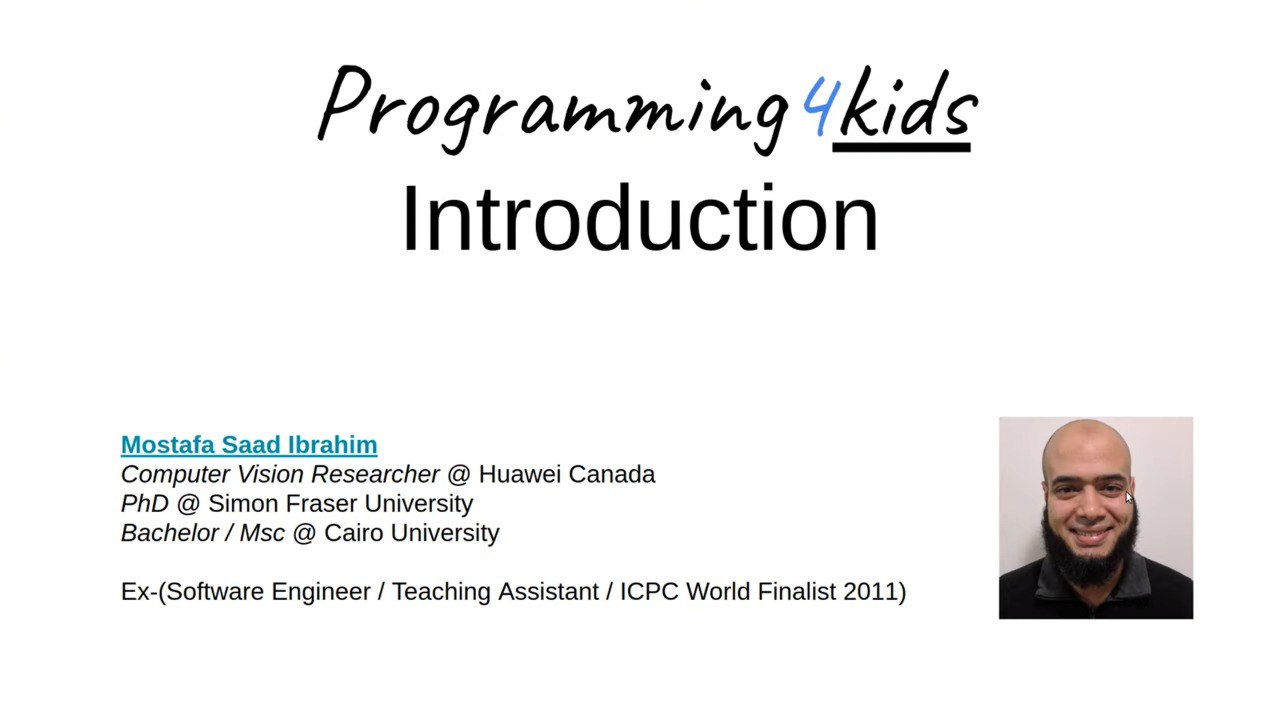 Programming4kids
Introduction
Mostafa Saad Ibrahim
Computer Vision Researcher @ Huawei Canada
PhD @ Simon Fraser University
Bachelor / Msc @ Cairo University
Ex-(Software Engineer / Teaching Assistant / ICPC World Finalist 2011)